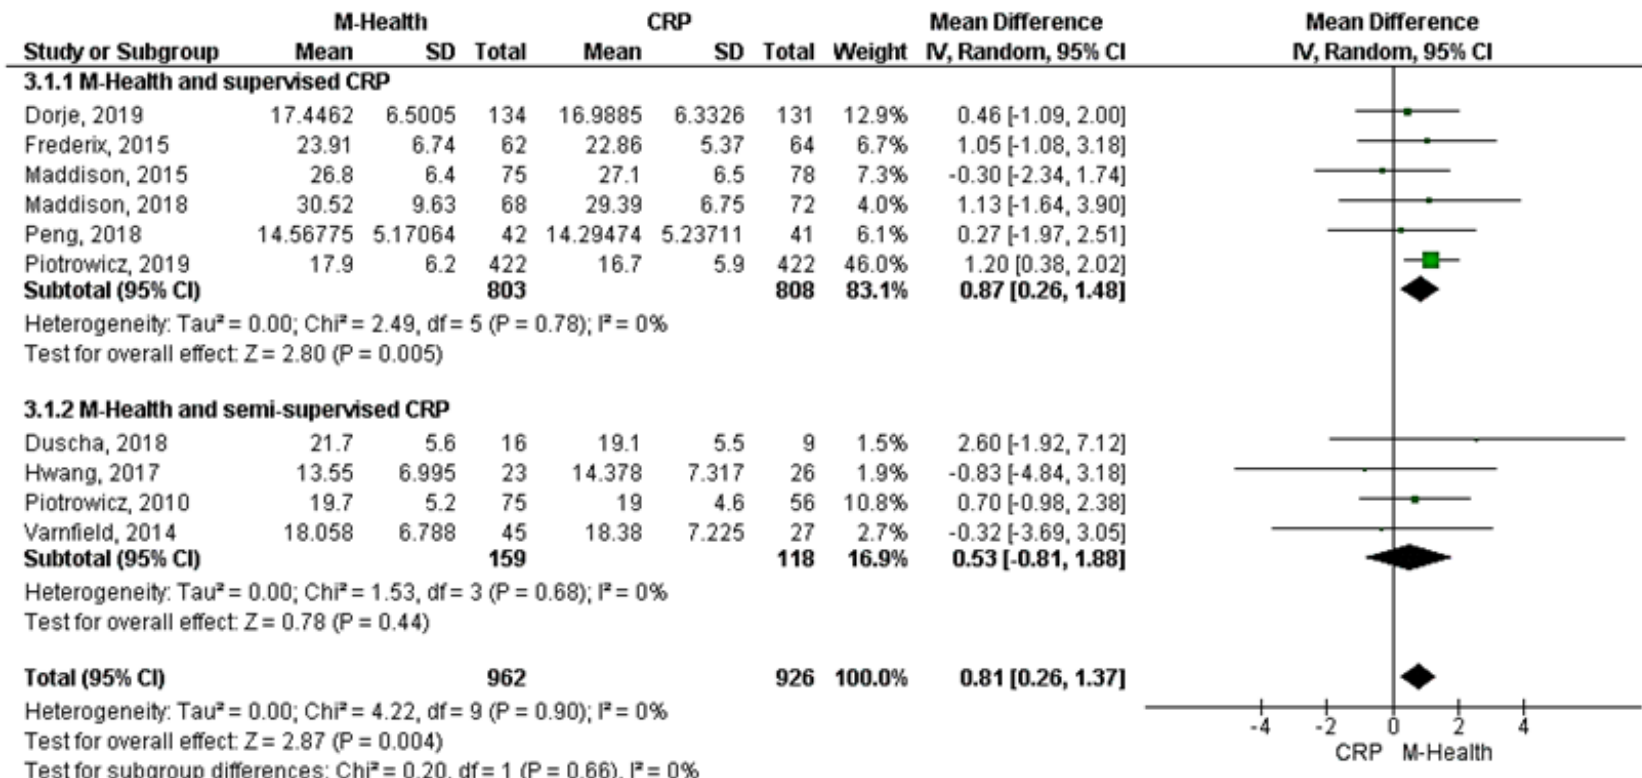 M-Health CRP Mean Difference Mean Difference
Study or Subgroup Mean SD Total Mean SD Total Weight IV, Random, 95% CI IV, Random, 95% CI
3.1.1 M-Health and supervised CRP
Dorje, 2019 17.4462 6.5005 134 16.9885 6.3326 131 12.9% 0.46 [-1.09, 2.00]
Frederix, 2015 23.91 6.74 62 22.86 5.37 64 6.7% 1.05 [-1.08, 3.18]
Maddison, 2015 26.8 6.4 75 27.1 6.5 78 7.3% -0.30 [-2.34, 1.74]
Maddison, 2018 30.52 9.63 68 29.39 6.75 72 4.0% 1.13 [-1.64, 3.90]
Peng, 2018 14.56775 5.17064 42 14.29474 5.23711 41 6.1% 0.27 [-1.97, 2.51]
Piotrowicz, 2019 17.9 6.2 422 16.7 5.9 422 46.0% 1.20 [0.38, 2.02]
Subtotal (95% CI) 803 808 83.1% 0.87 [0.26, 1.48]
Heterogeneity: Tau² = 0.00; Chi² = 2.49, df = 5 (P = 0.78); I² = 0%
Test for overall effect: Z = 2.80 (P = 0.005)
3.1.2 M-Health and semi-supervised CRP
Duscha, 2018 21.7 5.6 16 19.1 5.5 9 1.5% 2.60 [-1.92, 7.12]
Hwang, 2017 13.55 6.995 23 14.378 7.317 26 1.9% -0.83 [-4.84, 3.18]
Piotrowicz, 2010 19.7 5.2 75 19 4.6 56 10.8% 0.70 [-0.98, 2.38]
Varnfield, 2014 18.058 6.788 45 18.38 7.225 27 2.7% -0.32 [-3.69, 3.05]
Subtotal (95% CI) 159 118 16.9% 0.53 [-0.81, 1.88]
Heterogeneity: Tau² = 0.00; Chi² = 1.53, df = 3 (P = 0.68); I² = 0%
Test for overall effect: Z = 0.78 (P = 0.44)
Total (95% CI) 962 926 100.0% 0.81 [0.26, 1.37]
Heterogeneity: Tau² = 0.00; Chi² = 4.22, df = 9 (P = 0.90); I² = 0%
Test for overall effect: Z = 2.87 (P = 0.004)
Test for subgroup differences: Chi² = 0.20, df = 1 (P = 0.66), I² = 0%
-4 -2 0 2 4
CRP M-Health